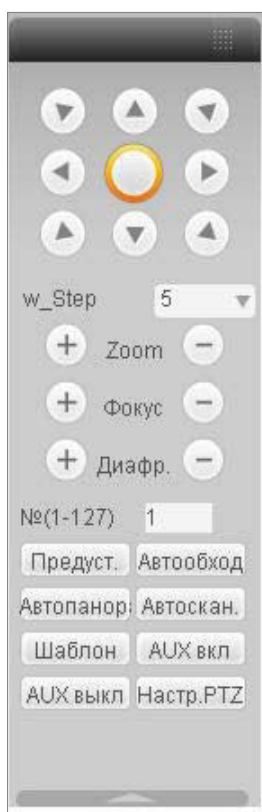 w_Step 5
+ Zoom −
+ Фокус −
+ Диафр. −
№(1-127) 1
Предуст. Автообход
Автопанора Автоскан.
Шаблон AUX вкл
AUX выкл Настр.PTZ